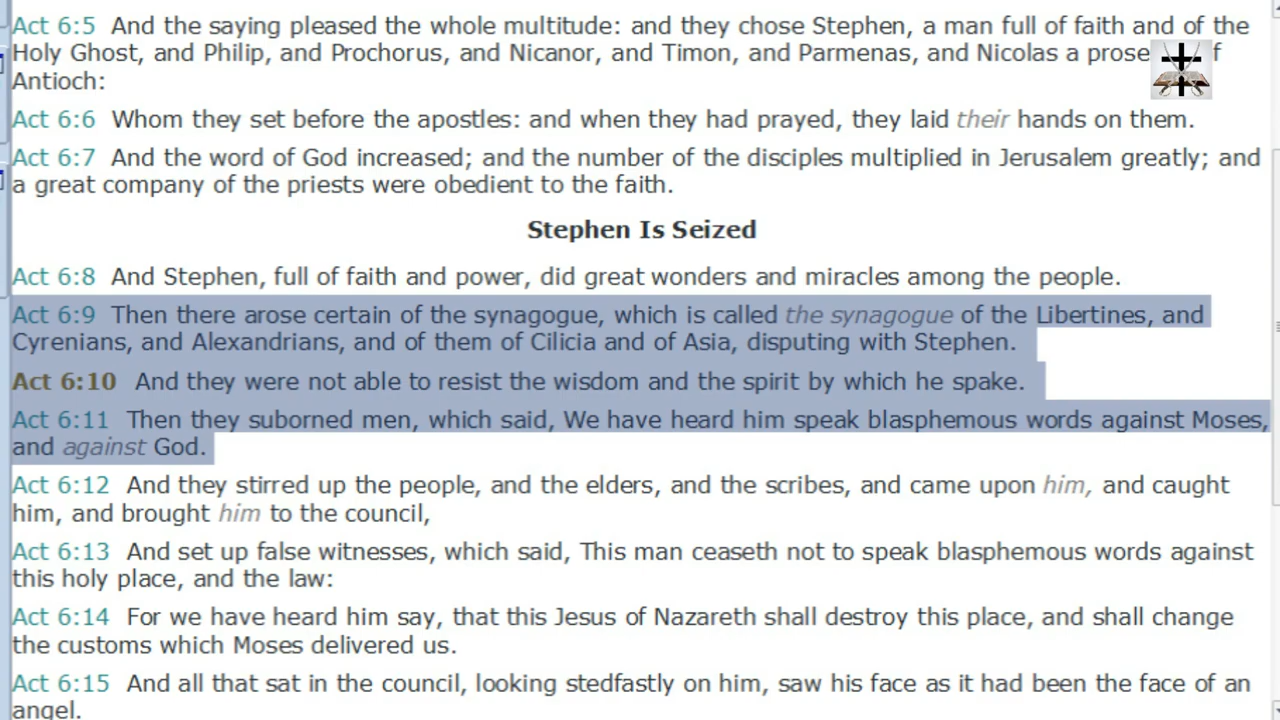 Act 6:5 And the saying pleased the whole multitude: and they chose Stephen, a man full of faith and of the
Holy Ghost, and Philip, and Prochorus, and Nicanor, and Timon, and Parmenas, and Nicolas a
Antioch:
Act 6:6 Whom they set before the apostles: and when they had prayed, they laid their hands on them.
Act 6:7 And the word of God increased; and the number of the disciples multiplied in Jerusalem greatly; and
a great company of the priests were obedient to the faith.
Stephen Is Seized
Act 6:8 And Stephen, full of faith and power, did great wonders and miracles among the people.
Act 6:9 Then there arose certain of the synagogue, which is called the synagogue of the Libertines, and
Cyrenians, and Alexandrians, and of them of Cilicia and of Asia, disputing with Stephen.
Act 6:10 And they were not able to resist the wisdom and the spirit by which he spake.
Act 6:11 Then they suborned men, which said, We have heard him speak blasphemous words against Moses,
and against God.
Act 6:12 And they stirred up the people, and the elders, and the scribes, and came upon him, and caught
him, and brought him to the council,
Act 6:13 And set up false witnesses, which said, This man ceaseth not to speak blasphemous words against
this holy place, and the law:
Act 6:14 For we have heard him say, that this Jesus of Nazareth shall destroy this place, and shall change
the customs which Moses delivered us.
Act 6:15 And all that sat in the council, looking stedfastly on him, saw his face as it had been the face of an
angel.